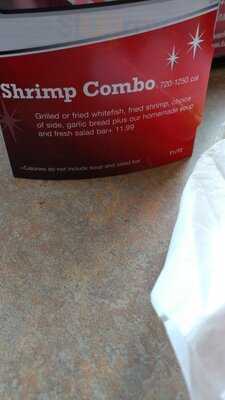 Shrimp Combo 720-1250 cal
Grilled or fried whitefish, fried shrimp, choice
of side, garlic bread plus our homemade soup
and fresh salad bar+ 11.99
+Calories do not include soup and salad bar